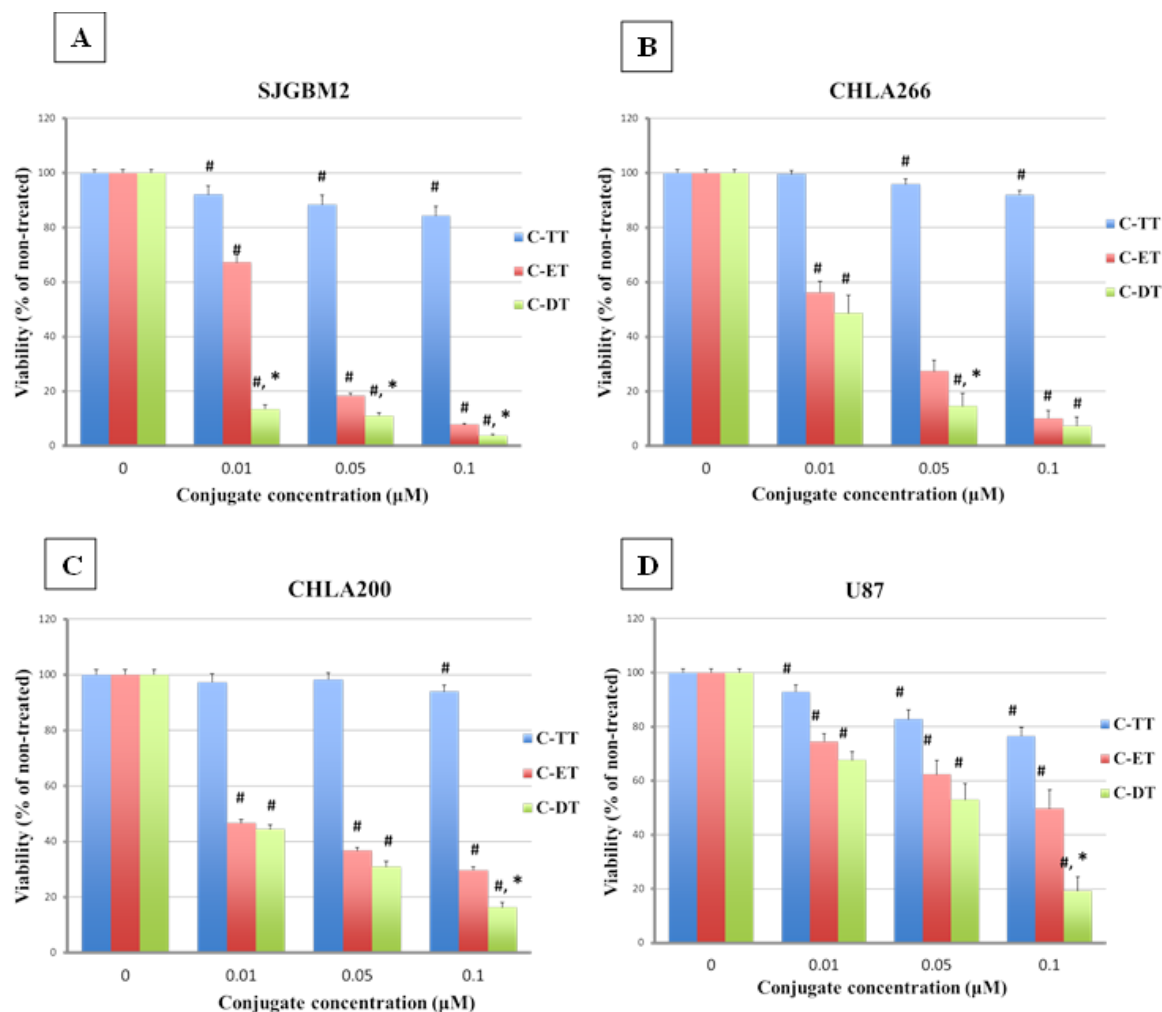 A
SJGBM2
Viability (% of non-treated)
120
100
80
60
40
20
0
#
#
#
#
#, *
#
#, *
#
#, *
0
0.01
0.05
0.1
Conjugate concentration (µM)
C-TT
C-ET
C-DT
B
CHLA266
Viability (% of non-treated)
120
100
80
60
40
20
0
#
#
#
#
#, *
#
#
0
0.01
0.05
0.1
Conjugate concentration (µM)
C-TT
C-ET
C-DT
C
CHLA200
Viability (% of non-treated)
120
100
80
60
40
20
0
#
#
#
#
#
#
#, *
0
0.01
0.05
0.1
Conjugate concentration (µM)
C-TT
C-ET
C-DT
D
U87
Viability (% of non-treated)
120
100
80
60
40
20
0
#
#
#
#
#
#
#
#
#, *
0
0.01
0.05
0.1
Conjugate concentration (µM)
C-TT
C-ET
C-DT